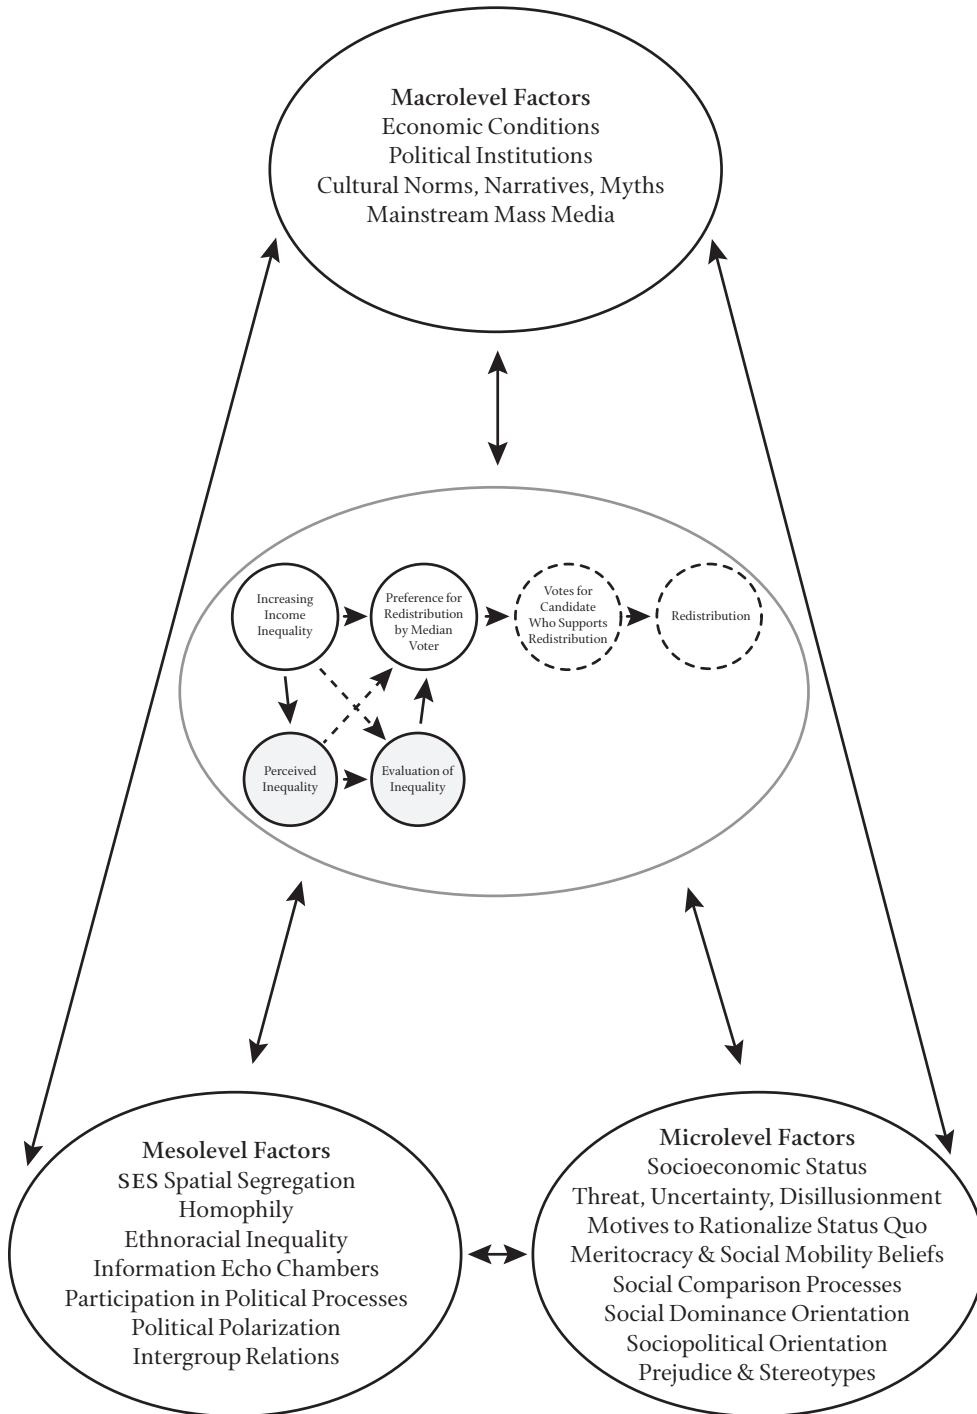 Macrolevel Factors
Economic Conditions
Political Institutions
Cultural Norms, Narratives, Myths
Mainstream Mass Media
Increasing
Income
Inequality
Preference for
Redistribution
by Median
Voter
Votes for
Candidate
Who Supports
Redistribution
Redistribution
Perceived
Inequality
Evaluation of
Inequality
Mesolevel Factors
SES Spatial Segregation
Homophily
Ethnoracial Inequality
Information Echo Chambers
Participation in Political Processes
Political Polarization
Intergroup Relations
Microlevel Factors
Socioeconomic Status
Threat, Uncertainty, Disillusionment
Motives to Rationalize Status Quo
Meritocracy & Social Mobility Beliefs
Social Comparison Processes
Social Dominance Orientation
Sociopolitical Orientation
Prejudice & Stereotypes